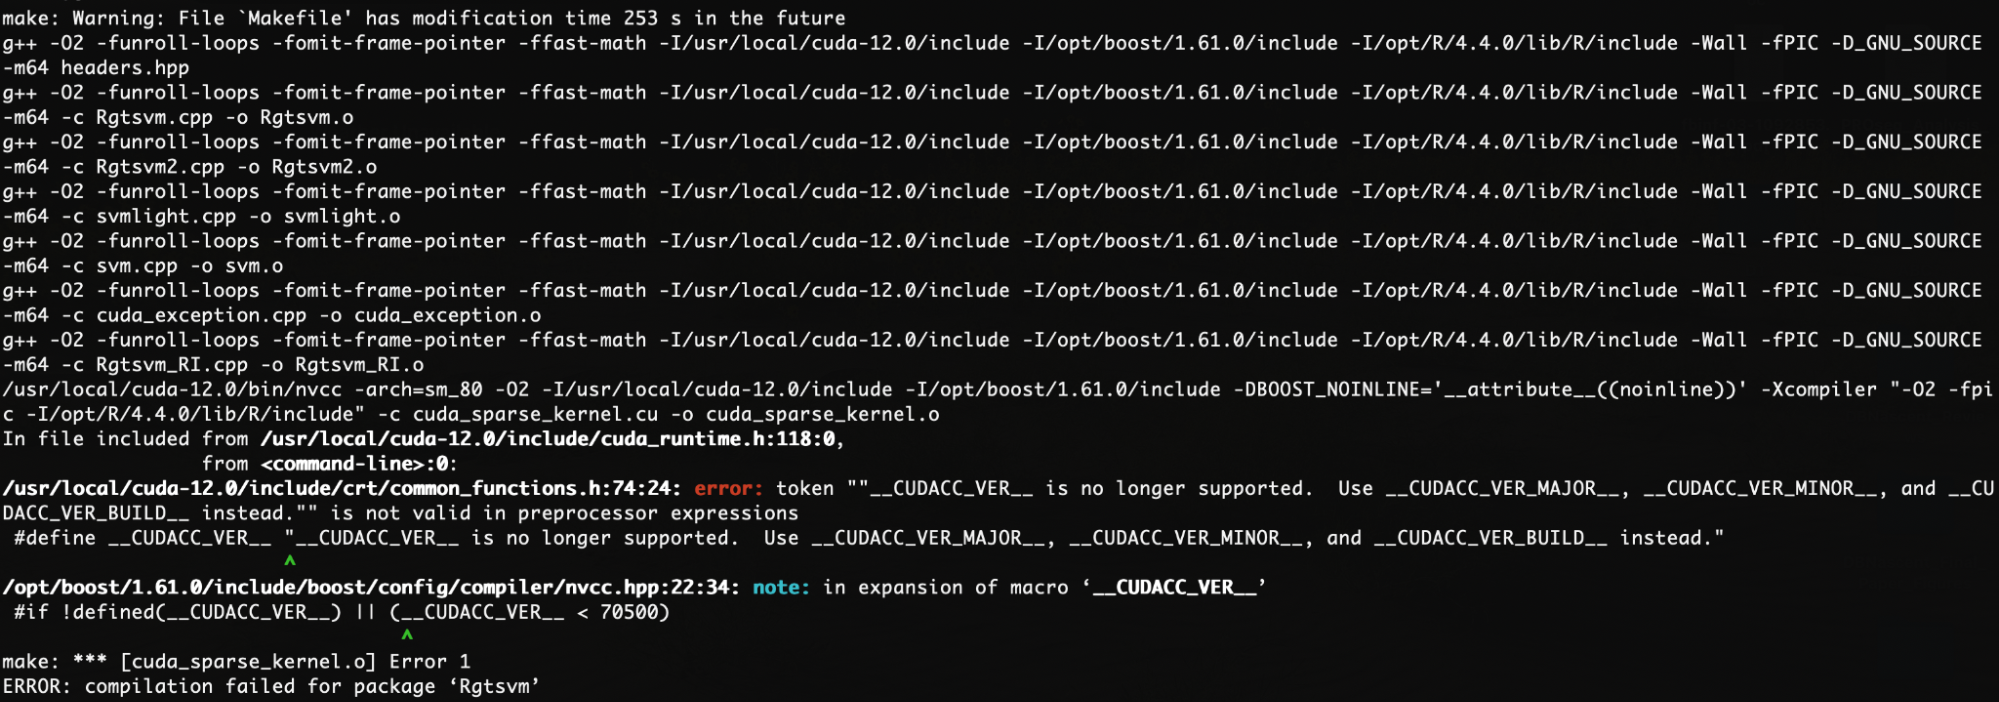 make: Warning: File `Makefile' has modification time 253 s in the future
g++ -O2 -funroll-loops -fomit-frame-pointer -ffast-math -I/usr/local/cuda-12.0/include -I/opt/boost/1.61.0/include -I/opt/R/4.4.0/lib/R/include -Wall -fPIC -D_GNU_SOURCE
-m64 headers.hpp
g++ -O2 -funroll-loops -fomit-frame-pointer -ffast-math -I/usr/local/cuda-12.0/include -I/opt/boost/1.61.0/include -I/opt/R/4.4.0/lib/R/include -Wall -fPIC -D_GNU_SOURCE
-m64 -c Rgtsvm.cpp -o Rgtsvm.o
g++ -O2 -funroll-loops -fomit-frame-pointer -ffast-math -I/usr/local/cuda-12.0/include -I/opt/boost/1.61.0/include -I/opt/R/4.4.0/lib/R/include -Wall -fPIC -D_GNU_SOURCE
-m64 -c Rgtsvm2.cpp -o Rgtsvm2.o
g++ -O2 -funroll-loops -fomit-frame-pointer -ffast-math -I/usr/local/cuda-12.0/include -I/opt/boost/1.61.0/include -I/opt/R/4.4.0/lib/R/include -Wall -fPIC -D_GNU_SOURCE
-m64 -c svmlight.cpp -o svmlight.o
g++ -O2 -funroll-loops -fomit-frame-pointer -ffast-math -I/usr/local/cuda-12.0/include -I/opt/boost/1.61.0/include -I/opt/R/4.4.0/lib/R/include -Wall -fPIC -D_GNU_SOURCE
-m64 -c svm.cpp -o svm.o
g++ -O2 -funroll-loops -fomit-frame-pointer -ffast-math -I/usr/local/cuda-12.0/include -I/opt/boost/1.61.0/include -I/opt/R/4.4.0/lib/R/include -Wall -fPIC -D_GNU_SOURCE
-m64 -c cuda_exception.cpp -o cuda_exception.o
g++ -O2 -funroll-loops -fomit-frame-pointer -ffast-math -I/usr/local/cuda-12.0/include -I/opt/boost/1.61.0/include -I/opt/R/4.4.0/lib/R/include -Wall -fPIC -D_GNU_SOURCE
-m64 -c Rgtsvm_RI.cpp -o Rgtsvm_RI.o
/usr/local/cuda-12.0/bin/nvcc -arch=sm_80 -O2 -I/usr/local/cuda-12.0/include -I/opt/boost/1.61.0/include -DBOOST_NOINLINE='__attribute__((noinline))' -Xcompiler "-O2 -fpi
c -I/opt/R/4.4.0/lib/R/include" -c cuda_sparse_kernel.cu -o cuda_sparse_kernel.o
In file included from /usr/local/cuda-12.0/include/cuda_runtime.h:118:0,
                 from <command-line>:0:
/usr/local/cuda-12.0/include/crt/common_functions.h:74:24: error: token ""__CUDACC_VER__ is no longer supported.  Use __CUDACC_VER_MAJOR__, __CUDACC_VER_MINOR__, and __CU
DACC_VER_BUILD__ instead."" is not valid in preprocessor expressions
 #define __CUDACC_VER__ "__CUDACC_VER__ is no longer supported.  Use __CUDACC_VER_MAJOR__, __CUDACC_VER_MINOR__, and __CUDACC_VER_BUILD__ instead."
                        ^
/opt/boost/1.61.0/include/boost/config/compiler/nvcc.hpp:22:34: note: in expansion of macro ‘__CUDACC_VER__’
 #if !defined(__CUDACC_VER__) || (__CUDACC_VER__ < 70500)
                                  ^
make: *** [cuda_sparse_kernel.o] Error 1
ERROR: compilation failed for package ‘Rgtsvm’